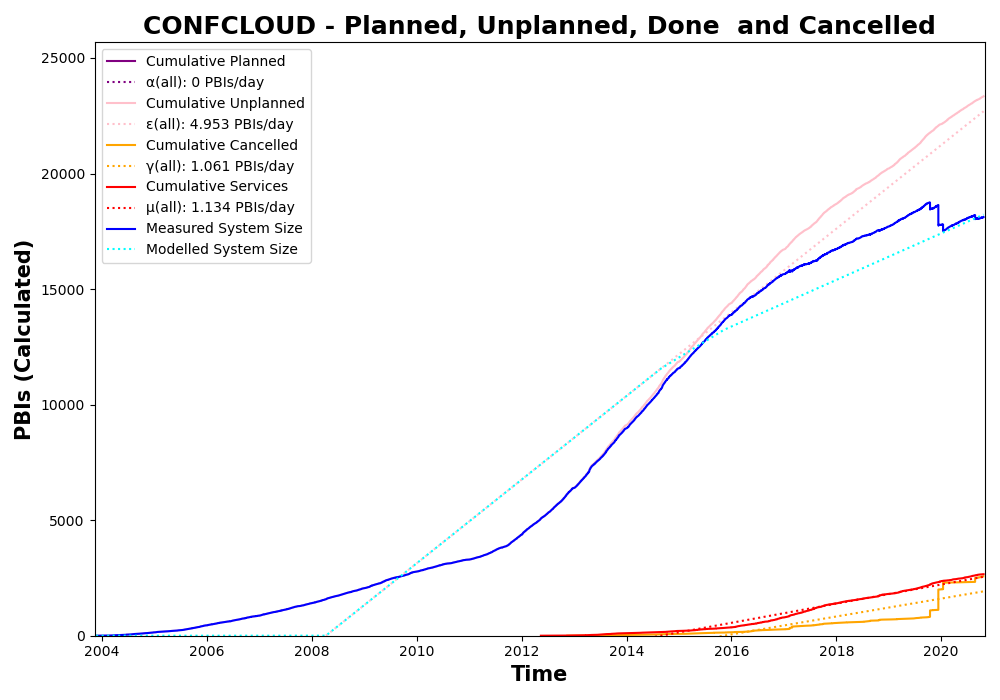 CONFCLOUD - Planned, Unplanned, Done  and Cancelled
25000
20000
15000
10000
5000
0
PBIs (Calculated)
Cumulative Planned
α(all): 0 PBIs/day
Cumulative Unplanned
ε(all): 4.953 PBIs/day
Cumulative Cancelled
γ(all): 1.061 PBIs/day
Cumulative Services
μ(all): 1.134 PBIs/day
Measured System Size
Modelled System Size
2004 2006 2008 2010 2012 2014 2016 2018 2020
Time